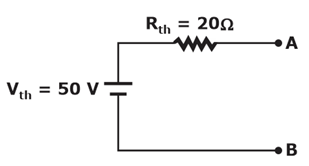 Rth = 20Ω
A
Vth = 50 V
B